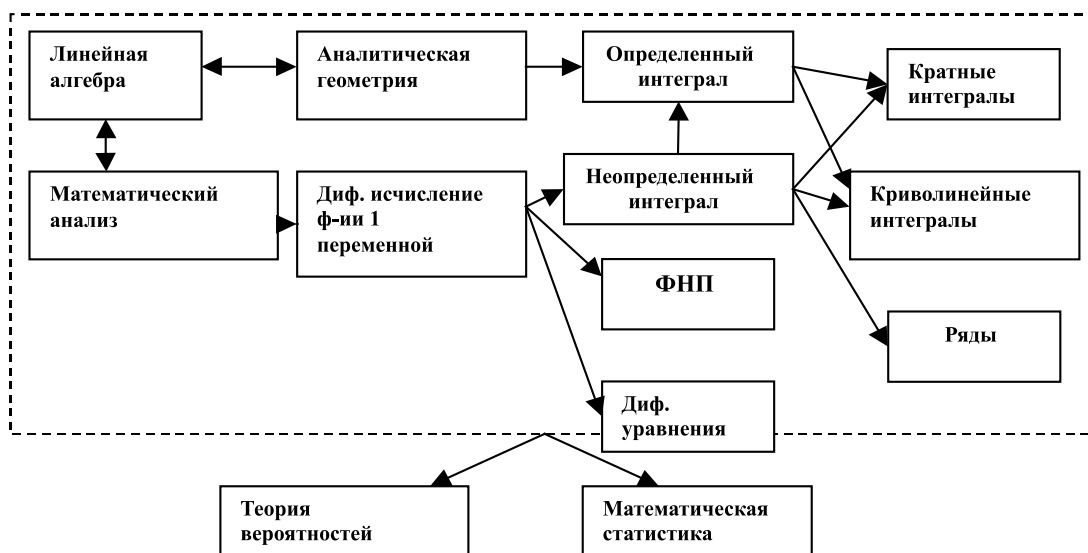 Линейная
алгебра
Аналитическая
геометрия
Определенный
интеграл
Кратные
интегралы
Математический
анализ
Диф. исчисление
ф-ии 1
переменной
Неопределенный
интеграл
Криволинейные
интегралы
ФНП
Ряды
Диф.
уравнения
Теория
вероятностей
Математическая
статистика